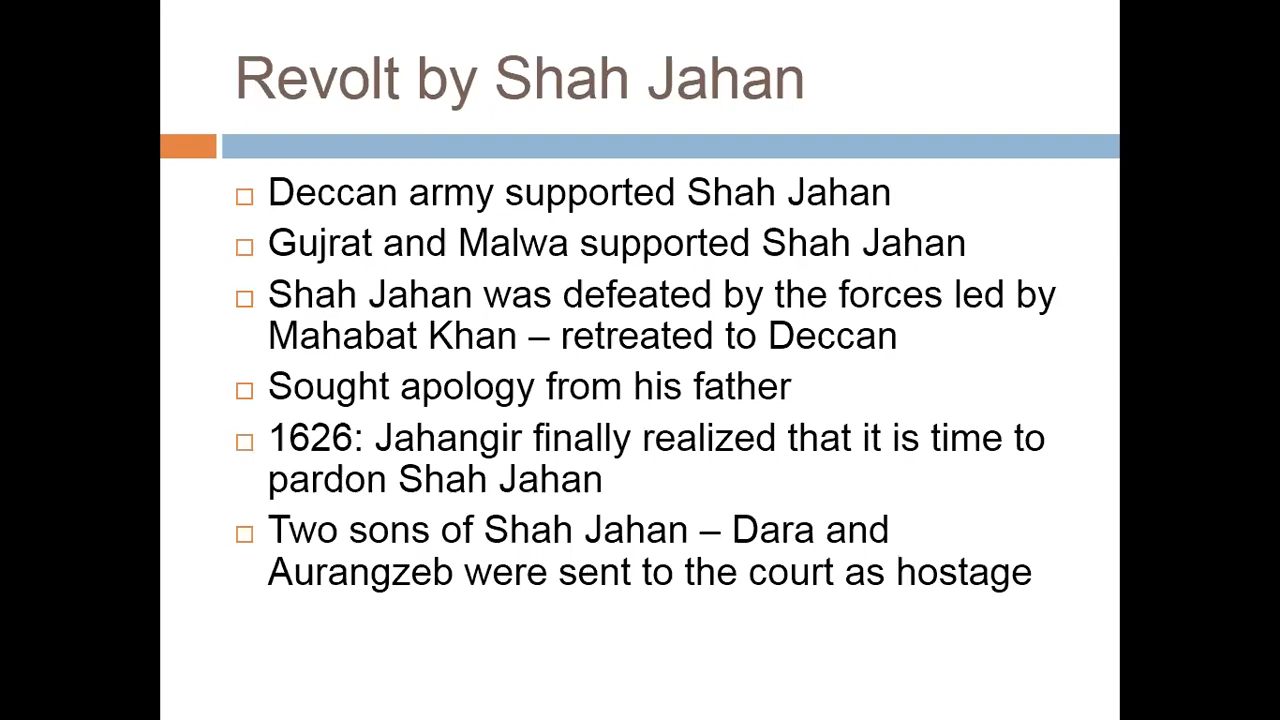 Revolt by Shah Jahan
Deccan army supported Shah Jahan
Gujrat and Malwa supported Shah Jahan
Shah Jahan was defeated by the forces led by
Mahabat Khan – retreated to Deccan
Sought apology from his father
1626: Jahangir finally realized that it is time to
pardon Shah Jahan
Two sons of Shah Jahan – Dara and
Aurangzeb were sent to the court as hostage